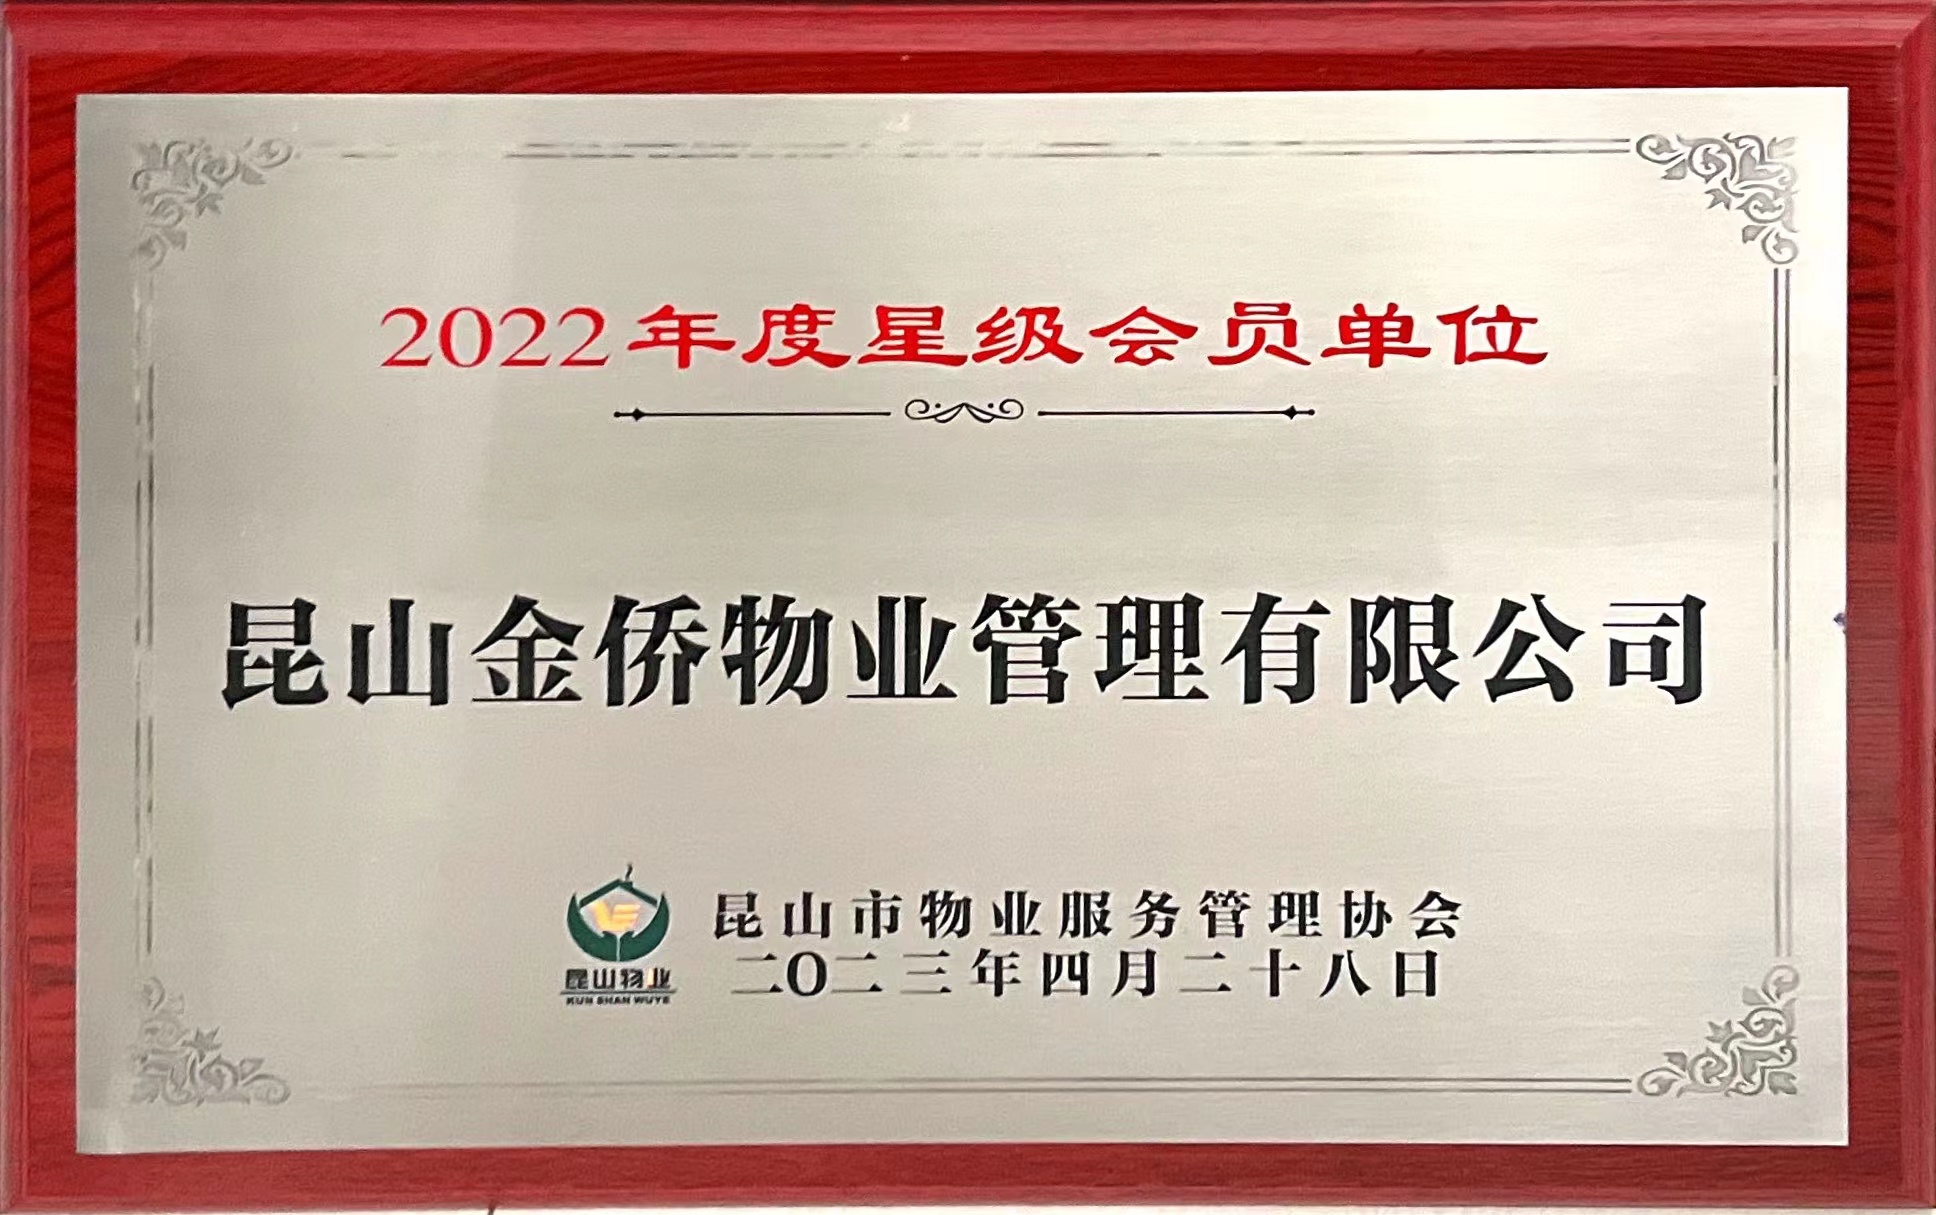 2022年度星级会员单位
昆山金侨物业管理有限公司
昆山市物业服务管理协会
二〇二三年四月二十八日
昆山物业
KUN SHAN WUYE